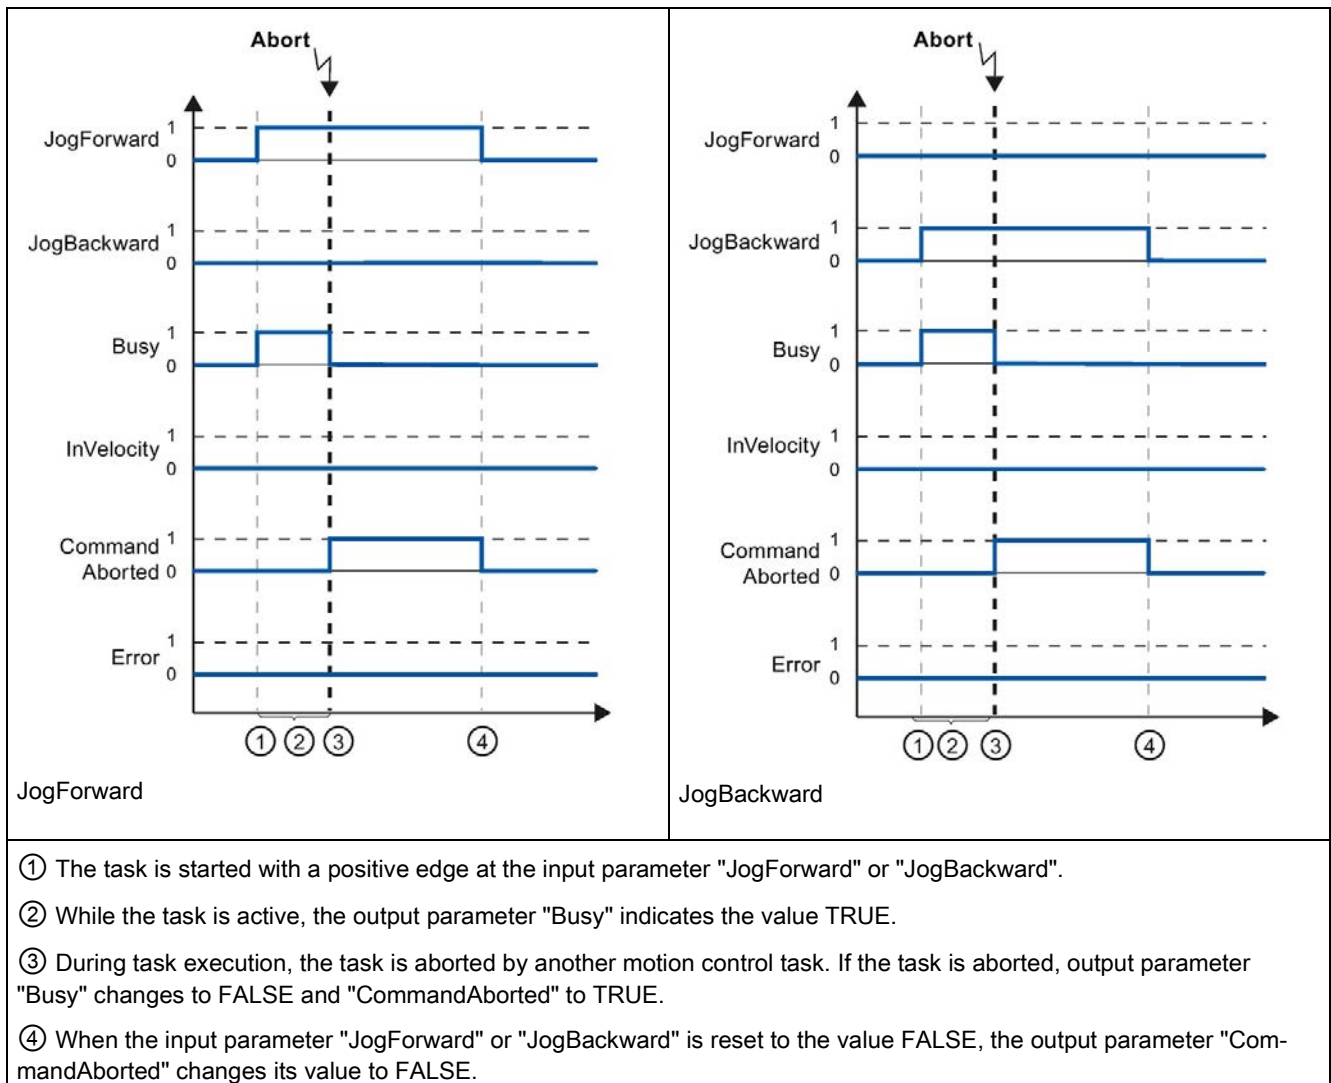 Abort
JogForward 1
0
JogBackward 1
0
Busy 1
0
InVelocity 1
0
Command 1
Aborted 0
Error 1
0
① ② ③ ④
JogForward
Abort
JogForward 1
0
JogBackward 1
0
Busy 1
0
InVelocity 1
0
Command 1
Aborted 0
Error 1
0
① ② ③ ④
JogBackward
① The task is started with a positive edge at the input parameter "JogForward" or "JogBackward".
② While the task is active, the output parameter "Busy" indicates the value TRUE.
③ During task execution, the task is aborted by another motion control task. If the task is aborted, output parameter
"Busy" changes to FALSE and "CommandAborted" to TRUE.
④ When the input parameter "JogForward" or "JogBackward" is reset to the value FALSE, the output parameter "Com-
mandAborted" changes its value to FALSE.